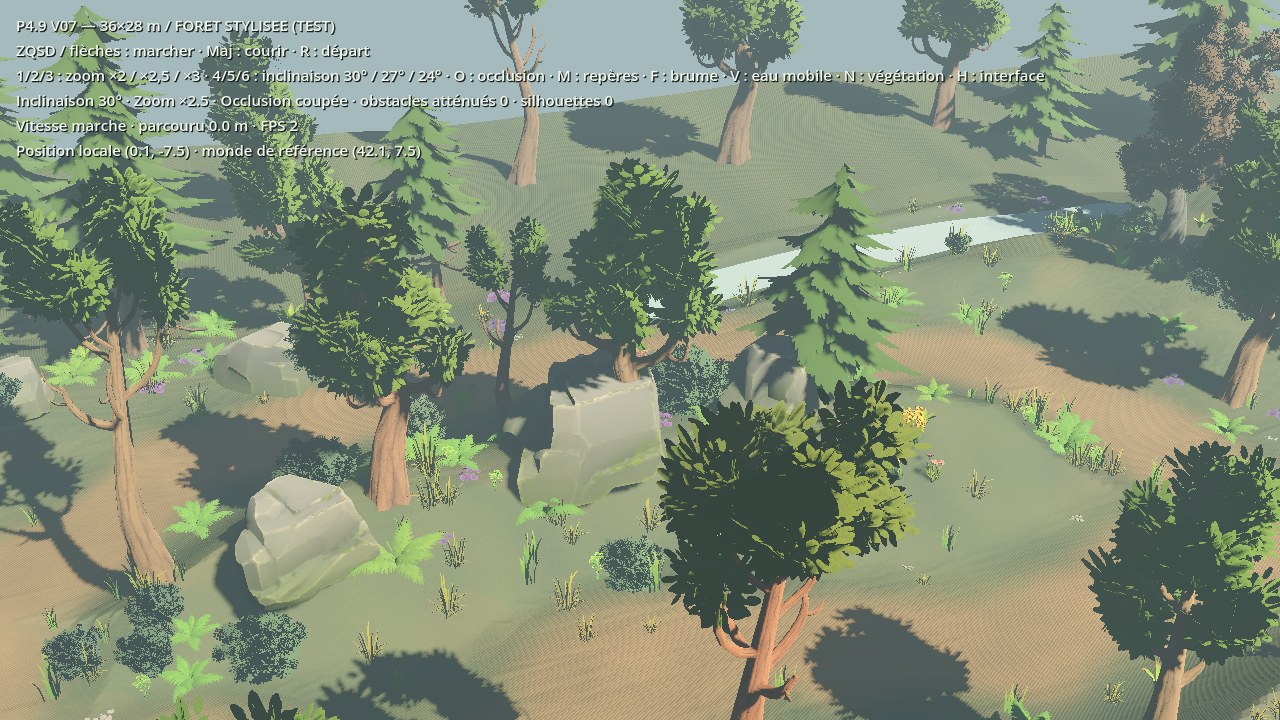 P4.9 V07 — 36×28 m / FORET STYLISEE (TEST)
ZQSD / flèches : marcher · Maj : courir · R : départ
1/2/3 : zoom ×2 / ×2,5 / ×3 · 4/5/6 : inclinaison 30° / 27° / 24° · O : occlusion · M : repères · F : brume · V : eau mobile · N : végétation · H : interface
Inclinaison 30° · Zoom ×2.5 · Occlusion coupée · obstacles atténués 0 · silhouettes 0
Vitesse marche · parcouru 0.0 m · FPS 2
Position locale (0.1, -7.5) · monde de référence (42.1, 7.5)